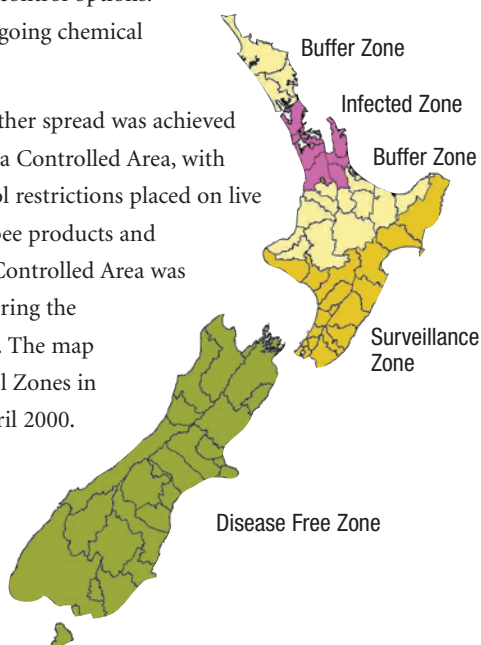 control options.
going chemical
ther spread was achieved
a Controlled Area, with
ol restrictions placed on live
bee products and
Controlled Area was
ring the
. The map
l Zones in
ril 2000.
Buffer Zone
Infected Zone
Buffer Zone
Surveillance
Zone
Disease Free Zone